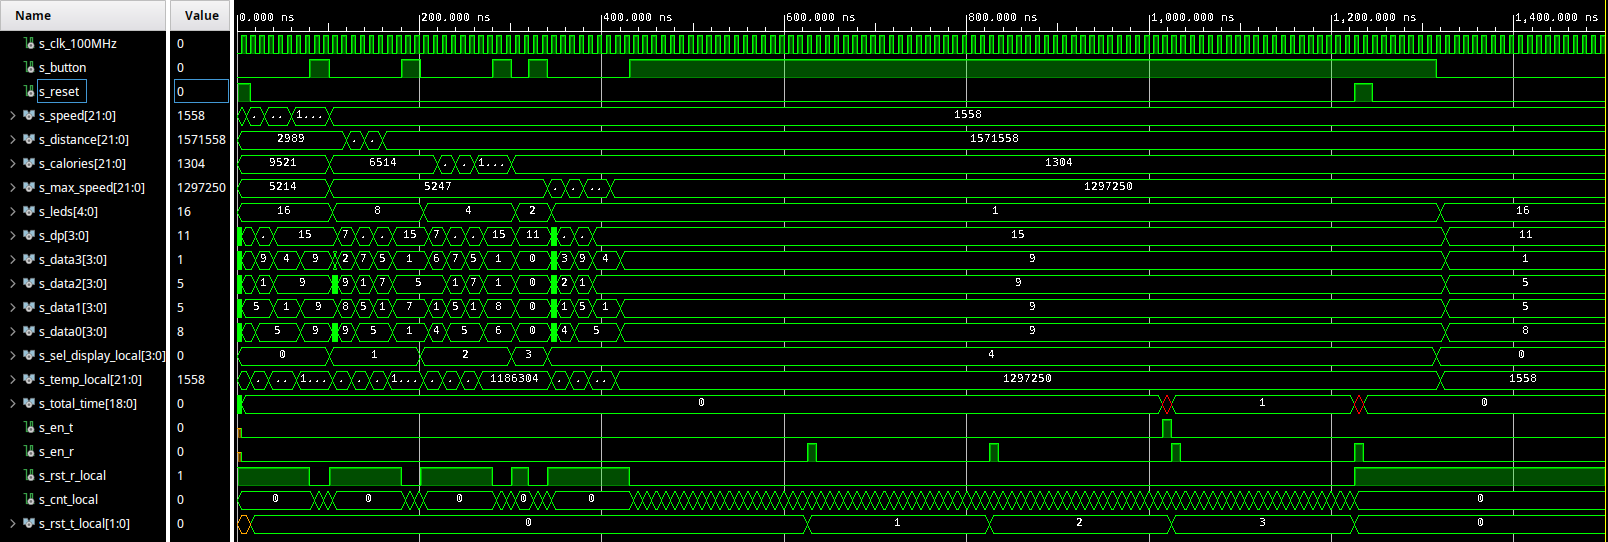 Name Value 0.000 ns 200.000 ns 400.000 ns 600.000 ns 800.000 ns 1,000.000 ns 1,200.000 ns 1,400.000 ns
s_clk_100MHz 0
s_button 0
s_reset 0
s_speed[21:0] 1558 . .. 1... 1558
s_distance[21:0] 1571558 2989 . . 1571558
s_calories[21:0] 1304 9521 6514 . . 1... 1304
s_max_speed[21:0] 1297250 5214 5247 . . .. 1297250
s_leds[4:0] 16 16 8 4 2 1 16
s_dp[3:0] 11 . 15 7 . . 15 7 . . 15 11 . . 15 11
s_data3[3:0] 1 9 4 9 2 7 5 1 6 7 5 1 0 3 9 4 9 1
s_data2[3:0] 5 1 9 9 1 7 5 1 7 1 0 2 1 9 5
s_data1[3:0] 5 5 1 9 8 5 1 7 1 5 1 8 0 1 5 1 9 5
s_data0[3:0] 8 5 9 9 5 1 4 5 6 0 4 5 9 8
s_sel_display_local[3:0] 0 0 1 2 3 4 0
s_temp_local[21:0] 1558 . . .. 1... . . . 1... . . . 1186304 . . .. 1297250 1558
s_total_time[18:0] 0 0 1 0
s_en_t 0
s_en_r 0
s_rst_r_local 1
s_cnt_local 0 0 0 0 0 0 0
s_rst_t_local[1:0] 0 0 1 2 3 0